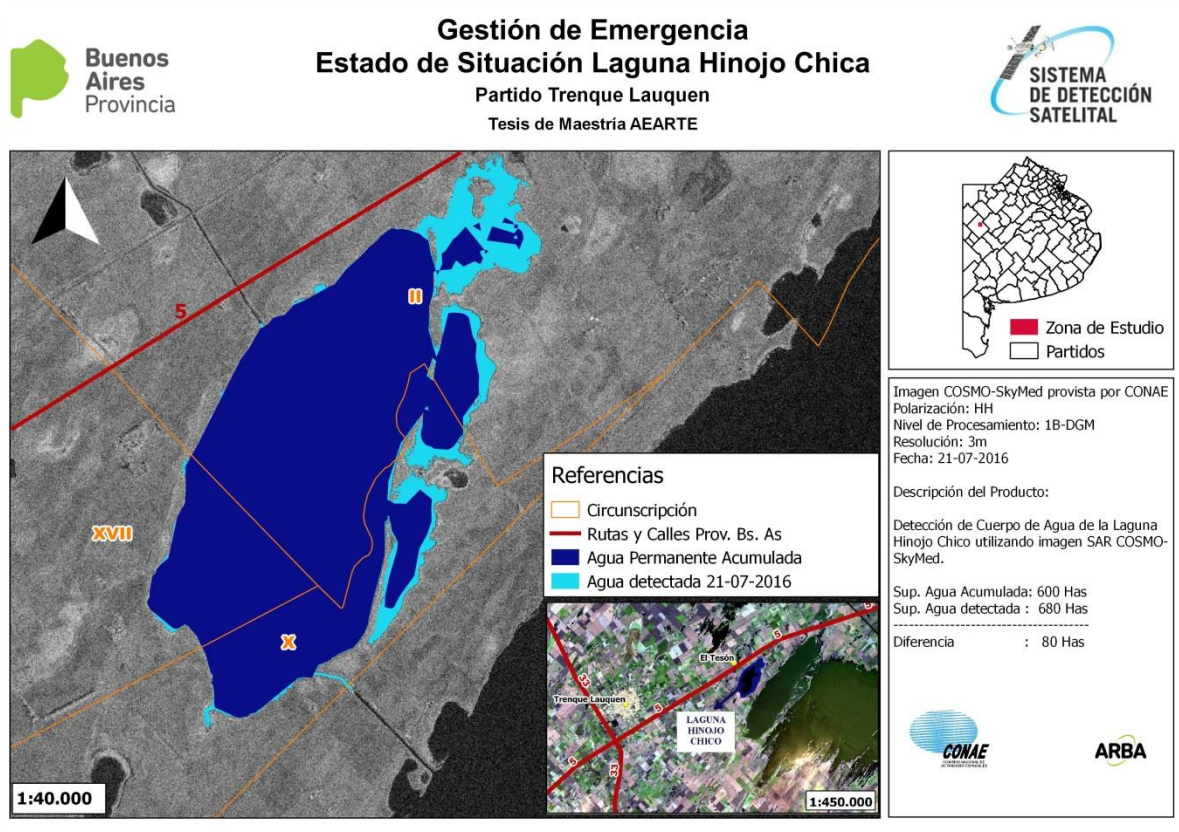 Gestión de Emergencia
Estado de Situación Laguna Hinojo Chica
Partido Trenque Lauquen
Tesis de Maestría AEARTE
Buenos
Aires
Provincia
SISTEMA
DE DETECCIÓN
SATELITAL
5
II
XVII
X
1:40.000
Referencias
Circunscripción
Rutas y Calles Prov. Bs. As
Agua Permanente Acumulada
Agua detectada 21-07-2016
5
5
El Tesón
33
Trenque Lauquen
5
LAGUNA
HINOJO
CHICO
5
33
1:450.000
Zona de Estudio
Partidos
Imagen COSMO-SkyMed provista por CONAE
Polarización: HH
Nivel de Procesamiento: 1B-DGM
Resolución: 3m
Fecha: 21-07-2016
Descripción del Producto:
Detección de Cuerpo de Agua de la Laguna
Hinojo Chico utilizando imagen SAR COSMO-
SkyMed.
Sup. Agua Acumulada: 600 Has
Sup. Agua detectada : 680 Has
----------------------------------------
Diferencia : 80 Has
CONAE
ARBA